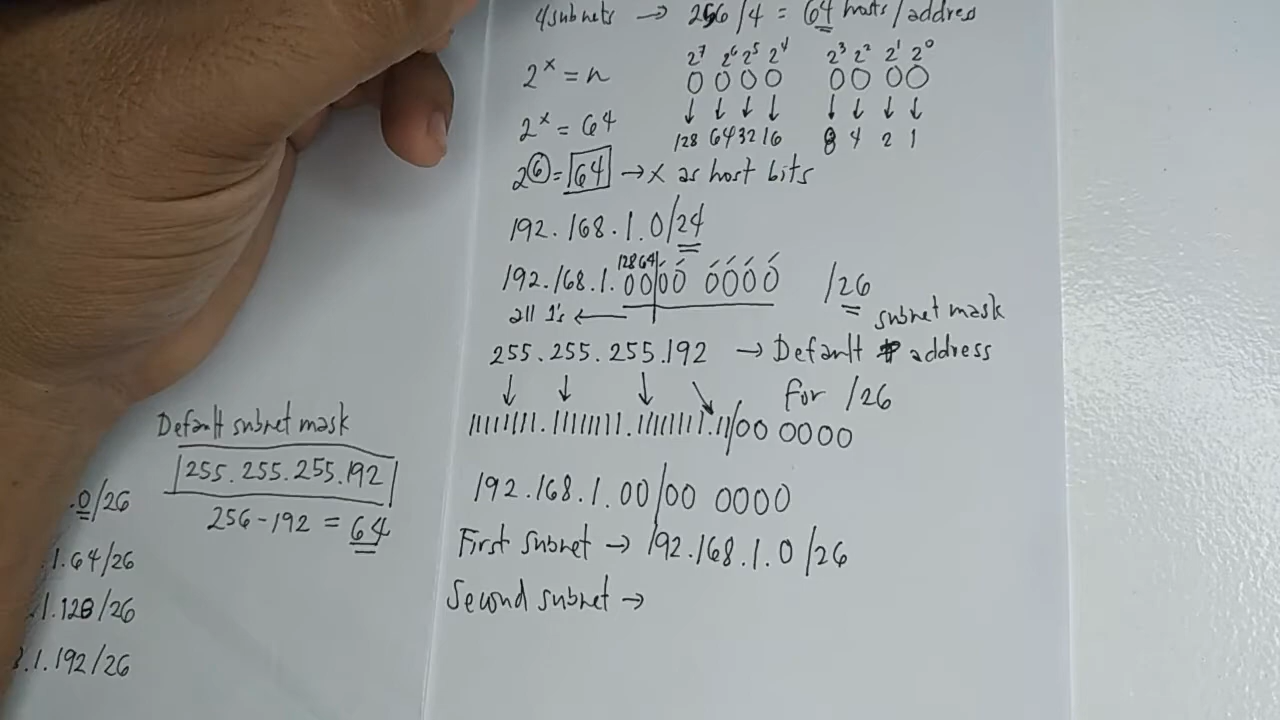 4 subnets → 256/4 = 64 hosts/address
2^7 2^6 2^5 2^4 2^3 2^2 2^1 2^0
2^x = n 0 0 0 0 0 0 0 0
2^x = 64 128 64 32 16 8 4 2 1
2^6 = 64 → x as host bits
192.168.1.0/24
128 64
192.168.1.00|00 0000 /26
all 1's ← subnet mask
255.255.255.192 → Default address
for /26
11111111.11111111.11111111.11/00 0000
192.168.1.00/00 0000
First subnet → 192.168.1.0/26
Second subnet →
Default subnet mask
255.255.255.192
256-192 = 64
.0/26
1.64/26
.1.128/26
.1.192/26